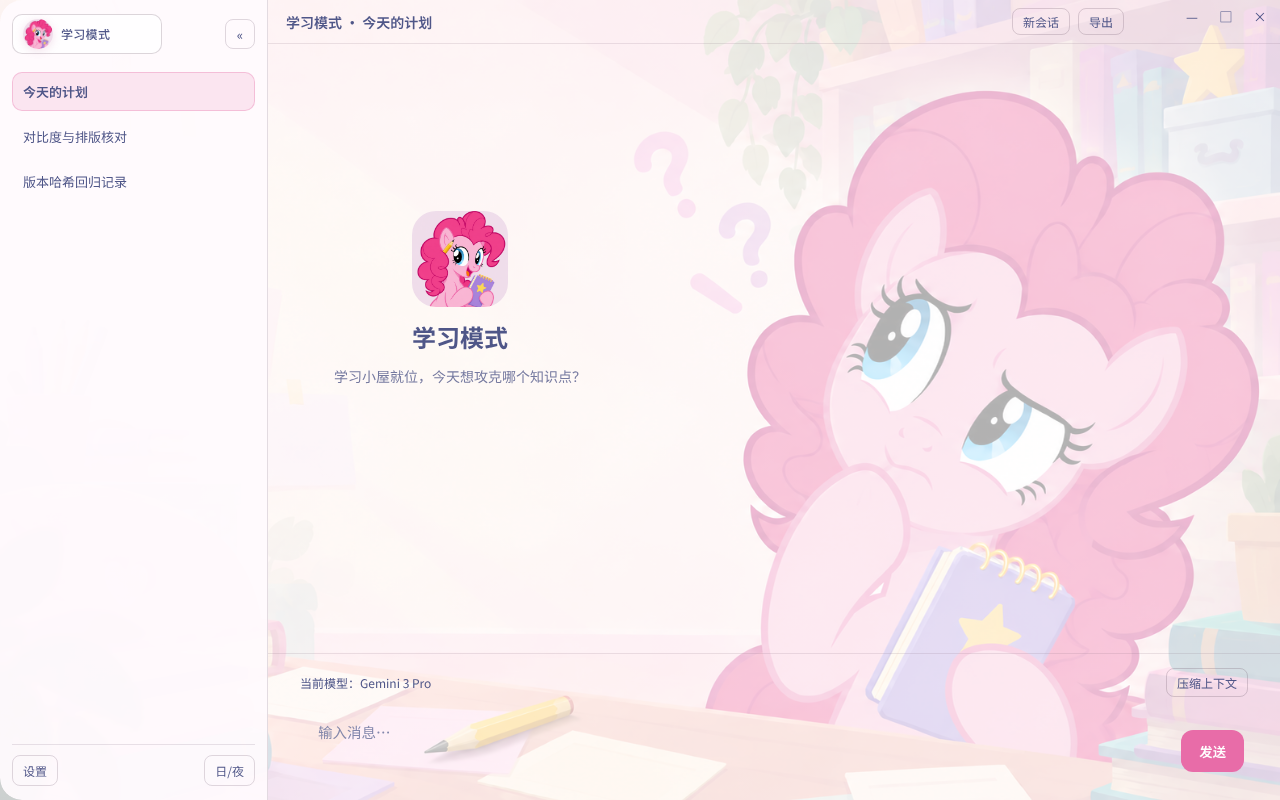 学习模式
«
今天的计划
对比度与排版核对
版本哈希回归记录
设置
日/夜
学习模式 • 今天的计划
新会话
导出
? ? !
学习模式
学习小屋就位，今天想攻克哪个知识点？
当前模型：Gemini 3 Pro
压缩上下文
输入消息…
发送